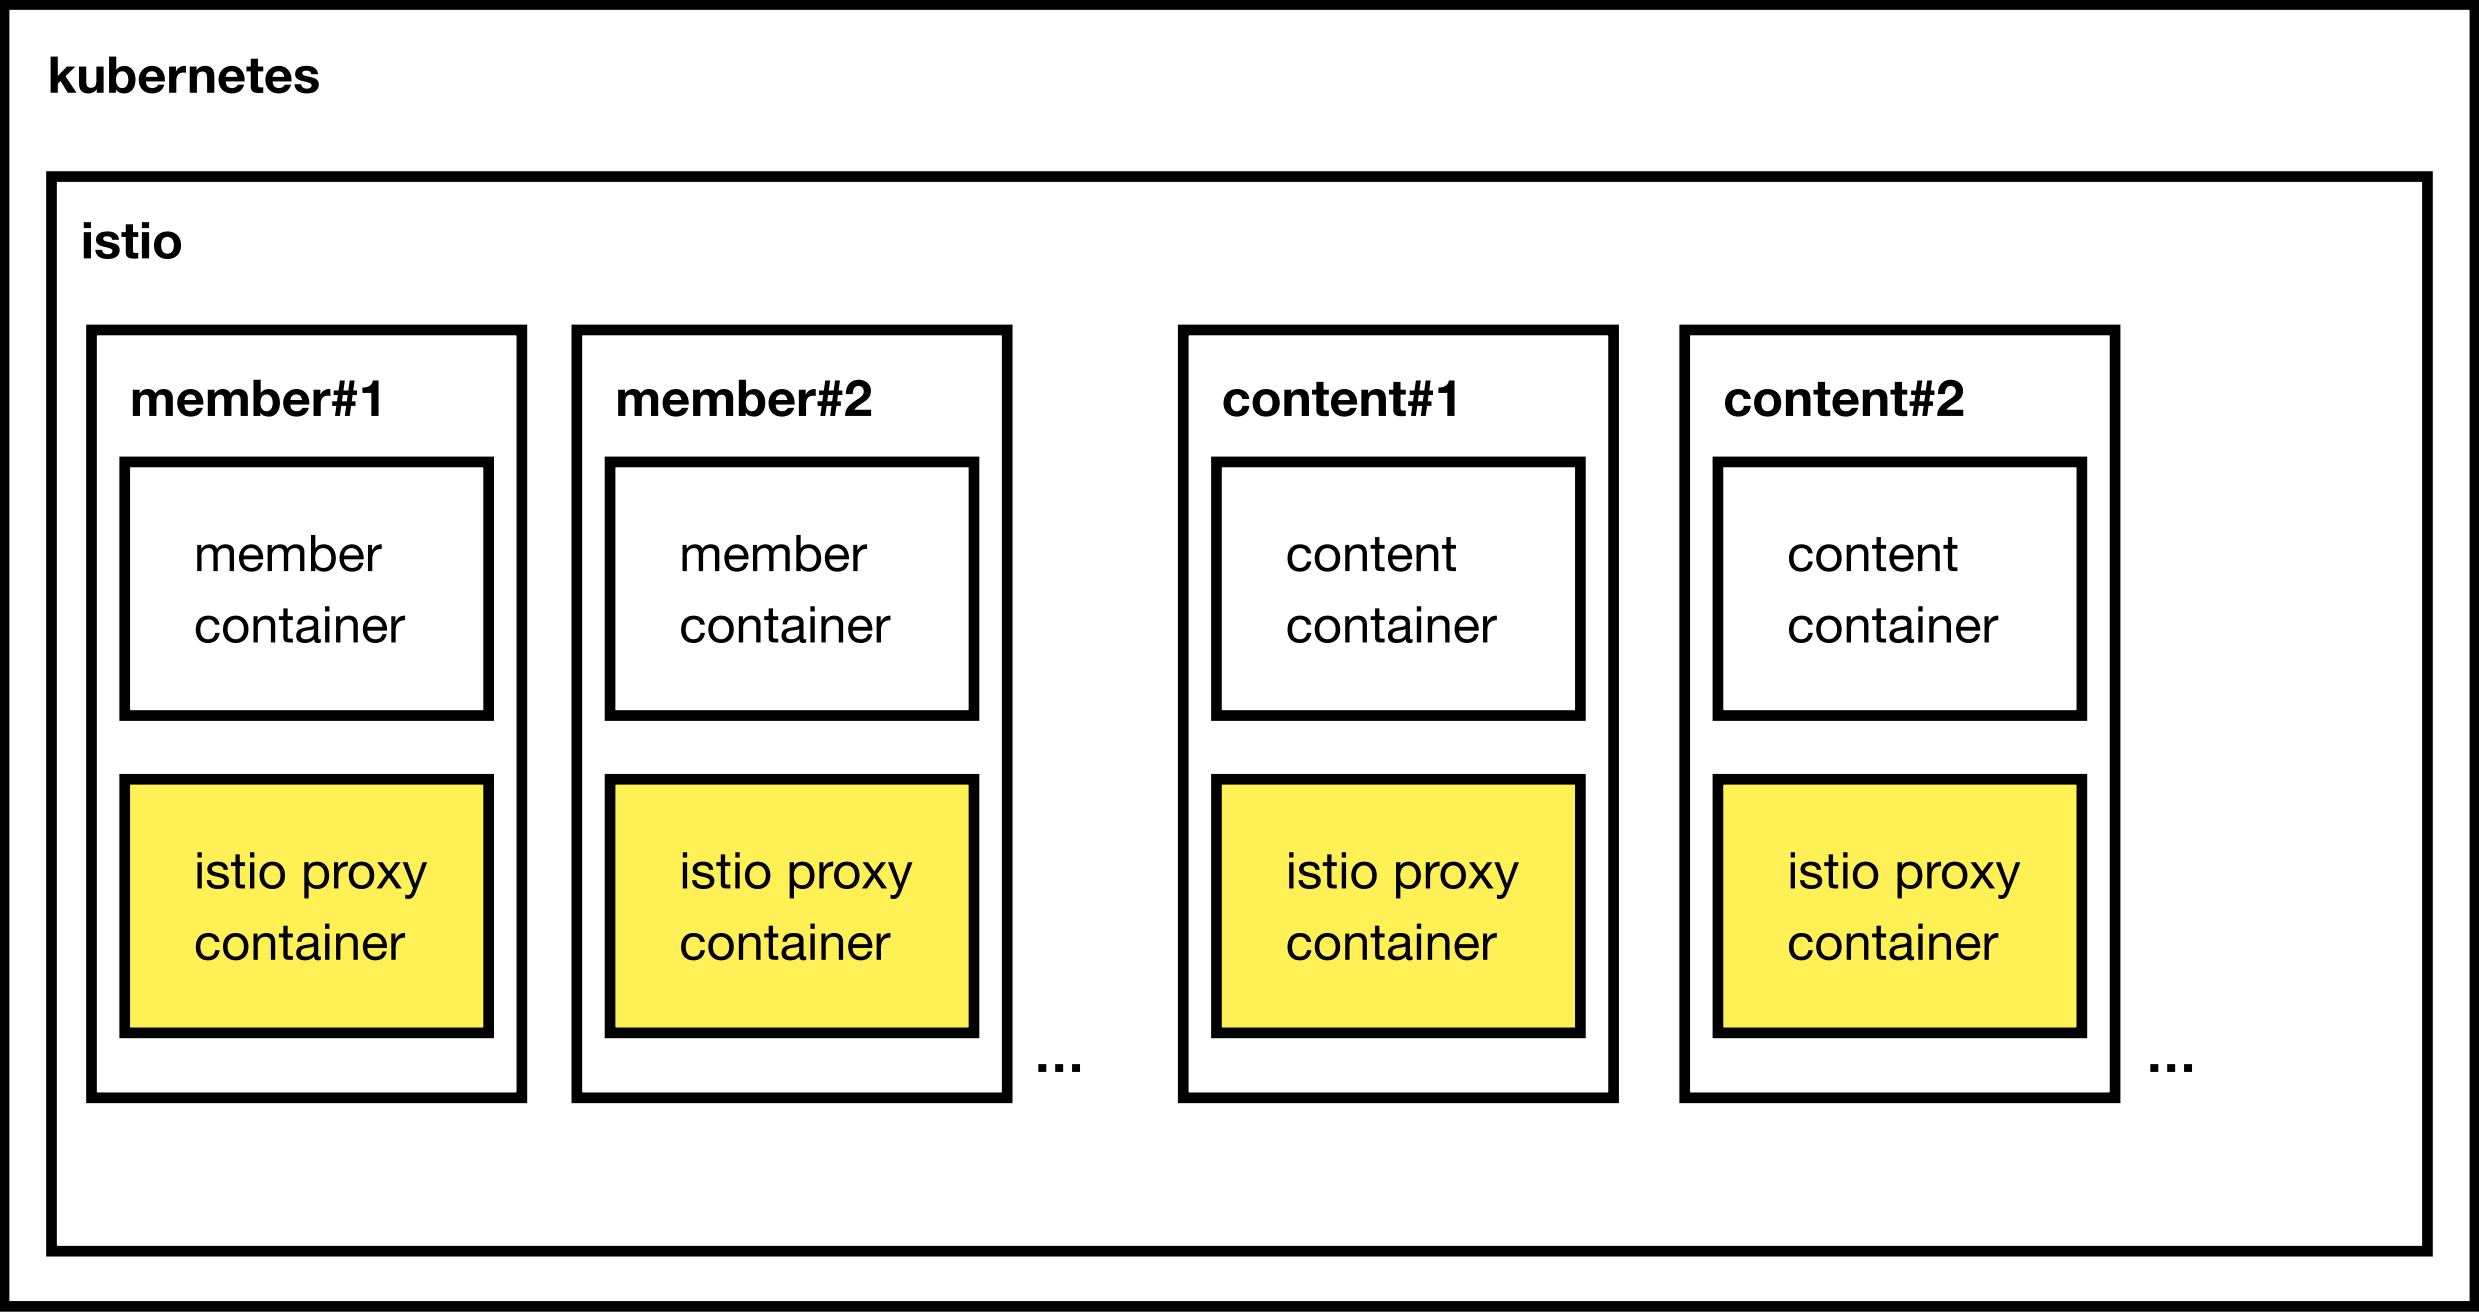 kubernetes
istio
member#1
member
container
istio proxy
container
member#2
member
container
istio proxy
container
...
content#1
content
container
istio proxy
container
content#2
content
container
istio proxy
container
...